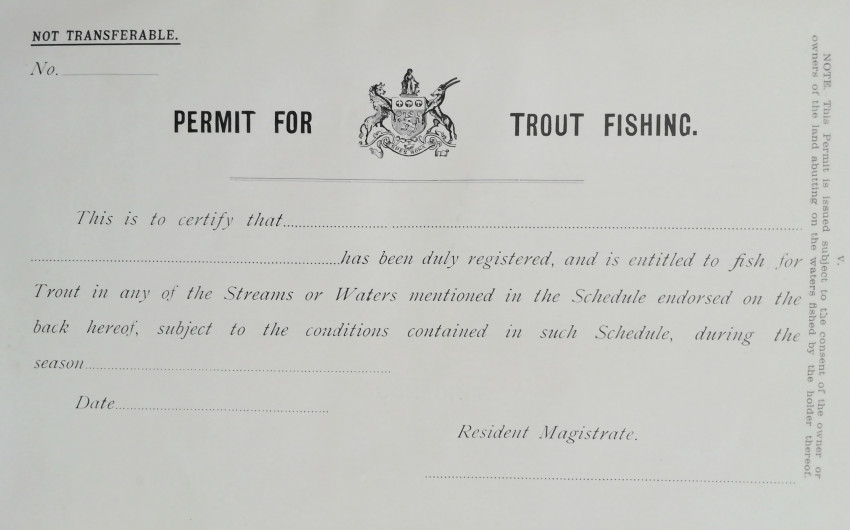 NOT TRANSFERABLE.
No.
PERMIT FOR TROUT FISHING.
This is to certify that
has been duly registered, and is entitled to fish for
Trout in any of the Streams or Waters mentioned in the Schedule endorsed on the
back hereof, subject to the conditions contained in such Schedule, during the
season
Date
Resident Magistrate.
V.
NOTE. This Permit is issued subject to the consent of the owner or
owners of the land abutting on the waters fished by the holder thereof.